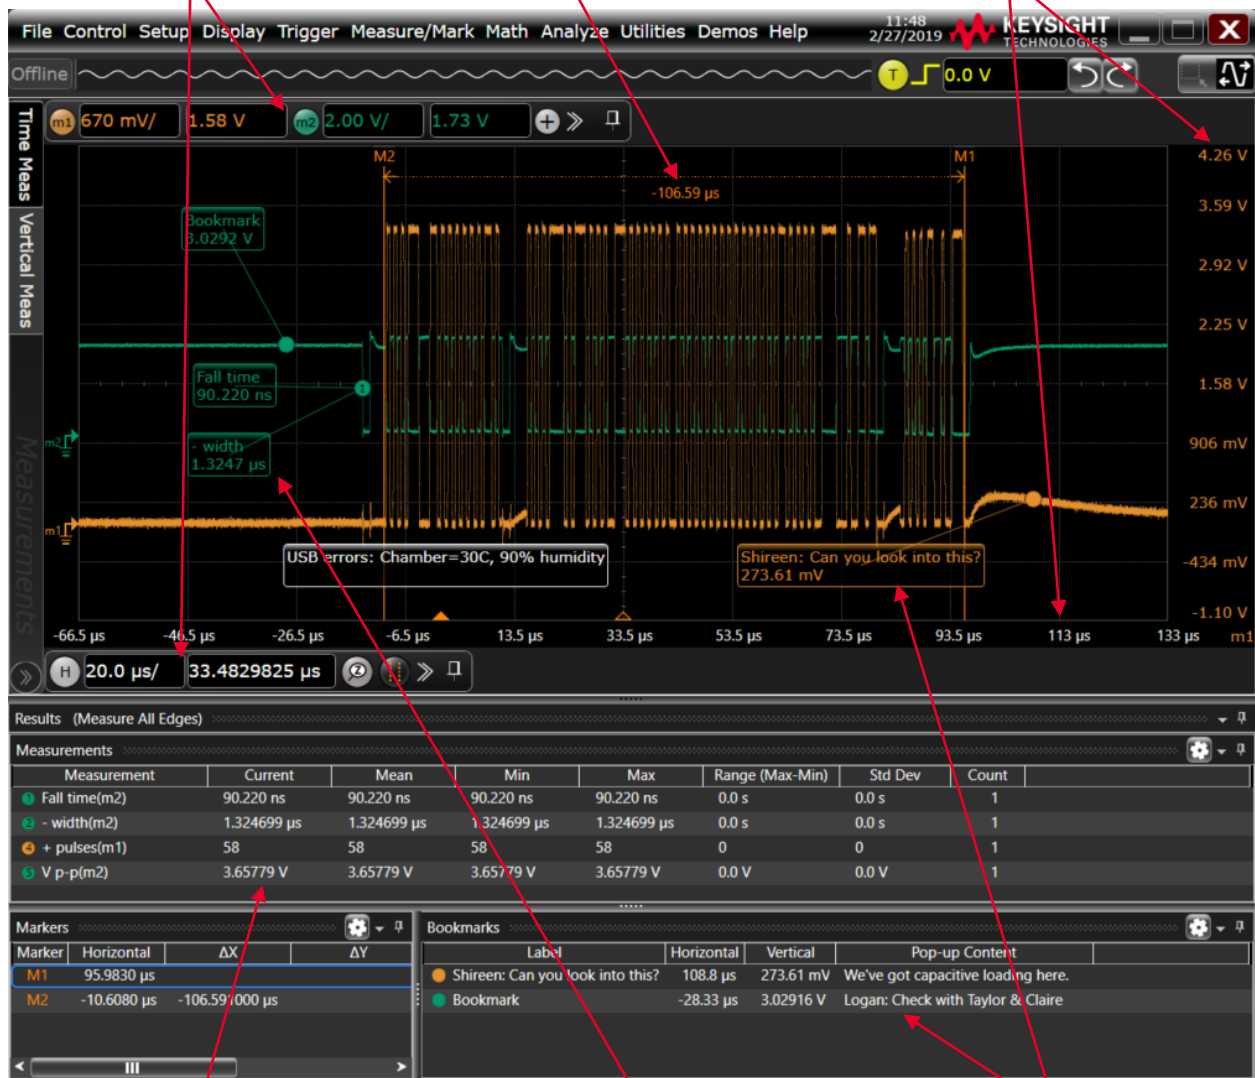 File Control Setup Display Trigger Measure/Mark Math Analyze Utilities Demos Help
11:48
2/27/2019
KEYSIGHT
TECHNOLOGIES
X
Offline
T
0.0 V
Time Meas
Vertical Meas
Measurements
m1 670 mV/ 1.58 V m2 2.00 V/ 1.73 V
M2
M1
-106.59 µs
4.26 V
3.59 V
2.92 V
2.25 V
1.58 V
906 mV
236 mV
-434 mV
-1.10 V
Bookmark
3.0292 V
Fall time
90.220 ns
1
- width
1.3247 µs
m2
m1
USB errors: Chamber=30C, 90% humidity
Shireen: Can you look into this?
273.61 mV
-66.5 µs -46.5 µs -26.5 µs -6.5 µs 13.5 µs 33.5 µs 53.5 µs 73.5 µs 93.5 µs 113 µs 133 µs m1
H 20.0 µs/ 33.4829825 µs
Results (Measure All Edges)
Measurements
Measurement Current Mean Min Max Range (Max-Min) Std Dev Count
1 Fall time(m2) 90.220 ns 90.220 ns 90.220 ns 90.220 ns 0.0 s 0.0 s 1
2 - width(m2) 1.324699 µs 1.324699 µs 1.324699 µs 1.324699 µs 0.0 s 0.0 s 1
4 + pulses(m1) 58 58 58 58 0 0 1
5 V p-p(m2) 3.65779 V 3.65779 V 3.65779 V 3.65779 V 0.0 V 0.0 V 1
Markers
Marker Horizontal ΔX ΔY
M1 95.9830 µs
M2 -10.6080 µs -106.591000 µs
Bookmarks
Label Horizontal Vertical Pop-up Content
Shireen: Can you look into this? 108.8 µs 273.61 mV We've got capacitive loading here.
Bookmark -28.33 µs 3.02916 V Logan: Check with Taylor & Claire